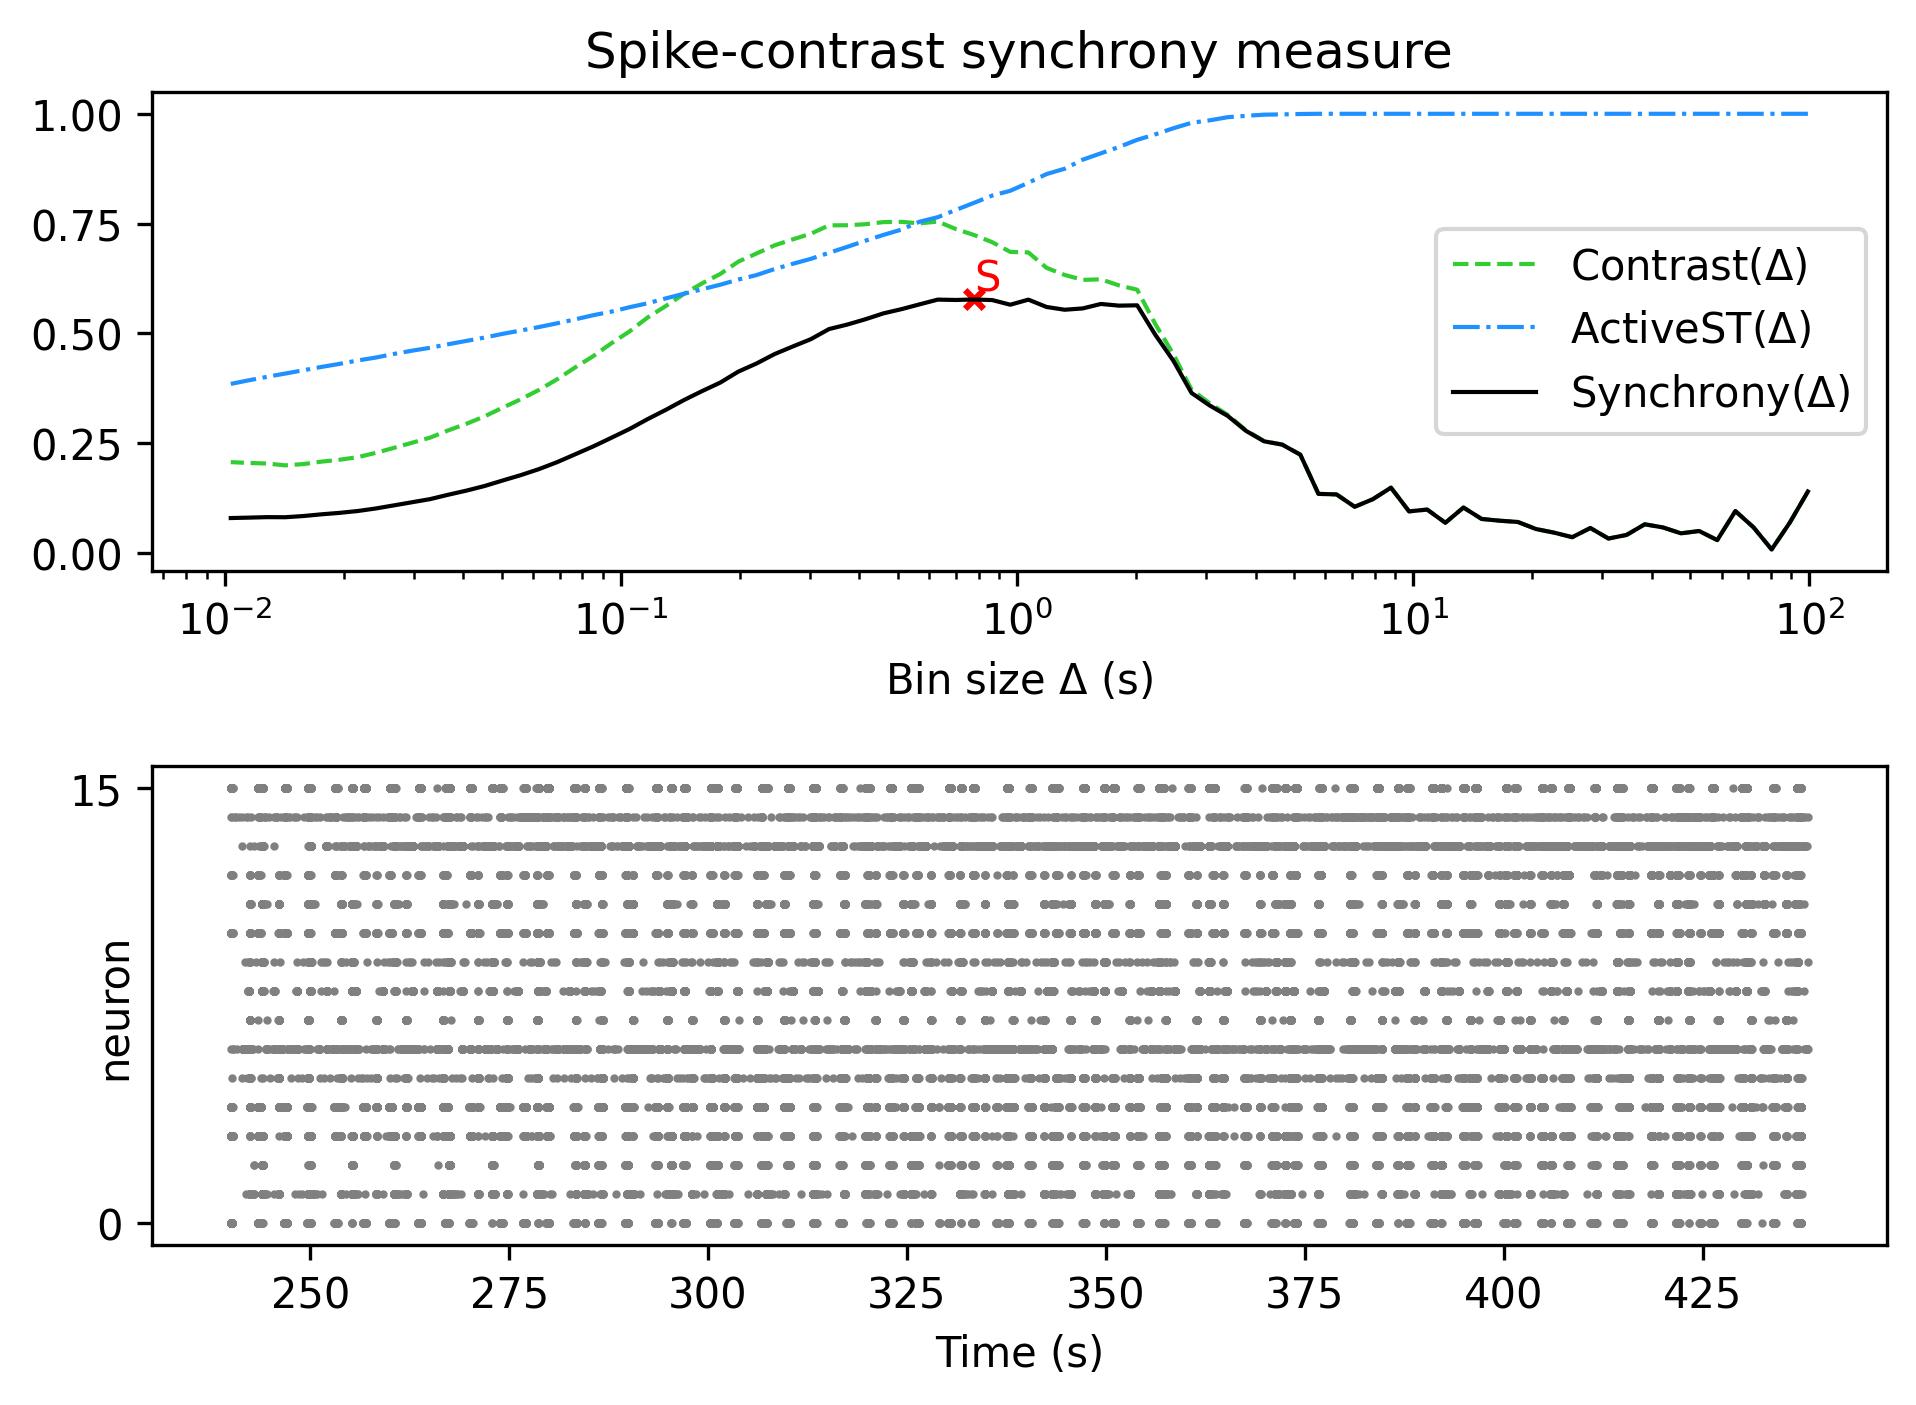 Spike-contrast synchrony measure
1.00
0.75
0.50
0.25
0.00
S
Contrast(Δ)
ActiveST(Δ)
Synchrony(Δ)
10⁻² 10⁻¹ 10⁰ 10¹ 10²
Bin size Δ (s)
15
0
neuron
250 275 300 325 350 375 400 425
Time (s)